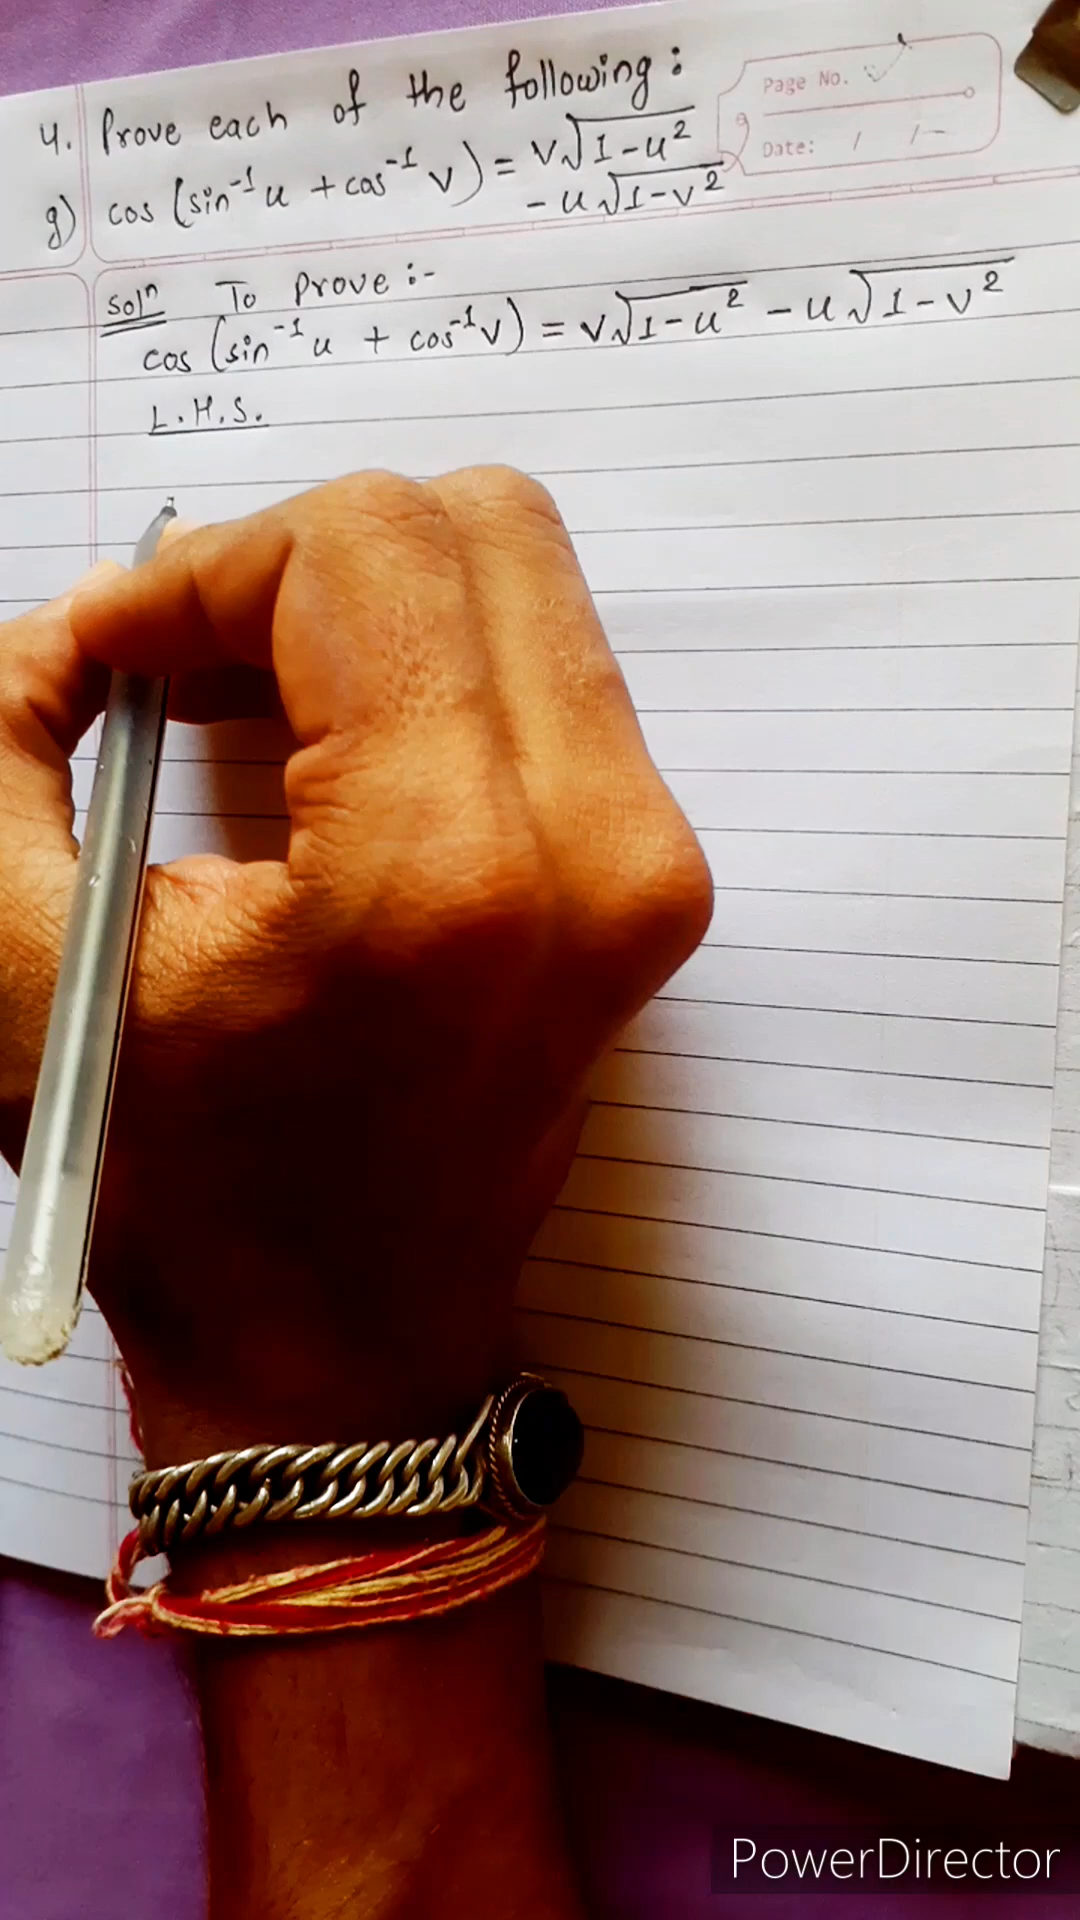 4. Prove each of the following:
g) cos (sin⁻¹u + cos⁻¹ v) = v√1-u²
- u√1-v²
Page No.
Date: / /
Solⁿ To Prove :-
cos (sin⁻¹u + cos⁻¹v) = v√1-u² - u√1-v²
L.H.S.
PowerDirector